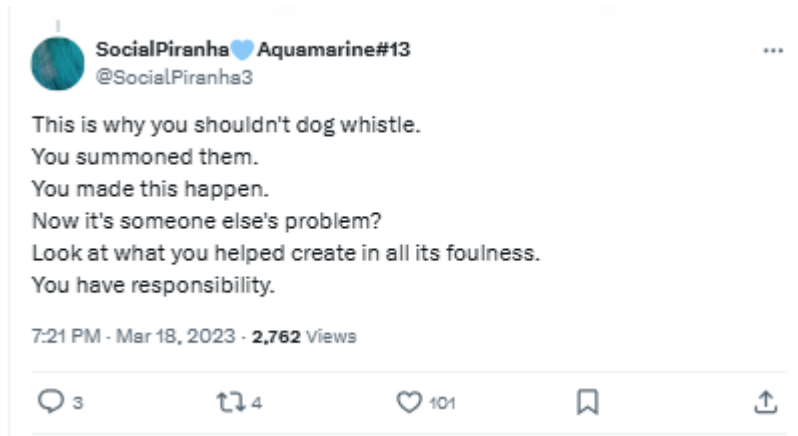 SocialPiranha🩵Aquamarine#13
@SocialPiranha3
This is why you shouldn't dog whistle.
You summoned them.
You made this happen.
Now it's someone else's problem?
Look at what you helped create in all its foulness.
You have responsibility.
7:21 PM · Mar 18, 2023 · 2,762 Views
3 4 101